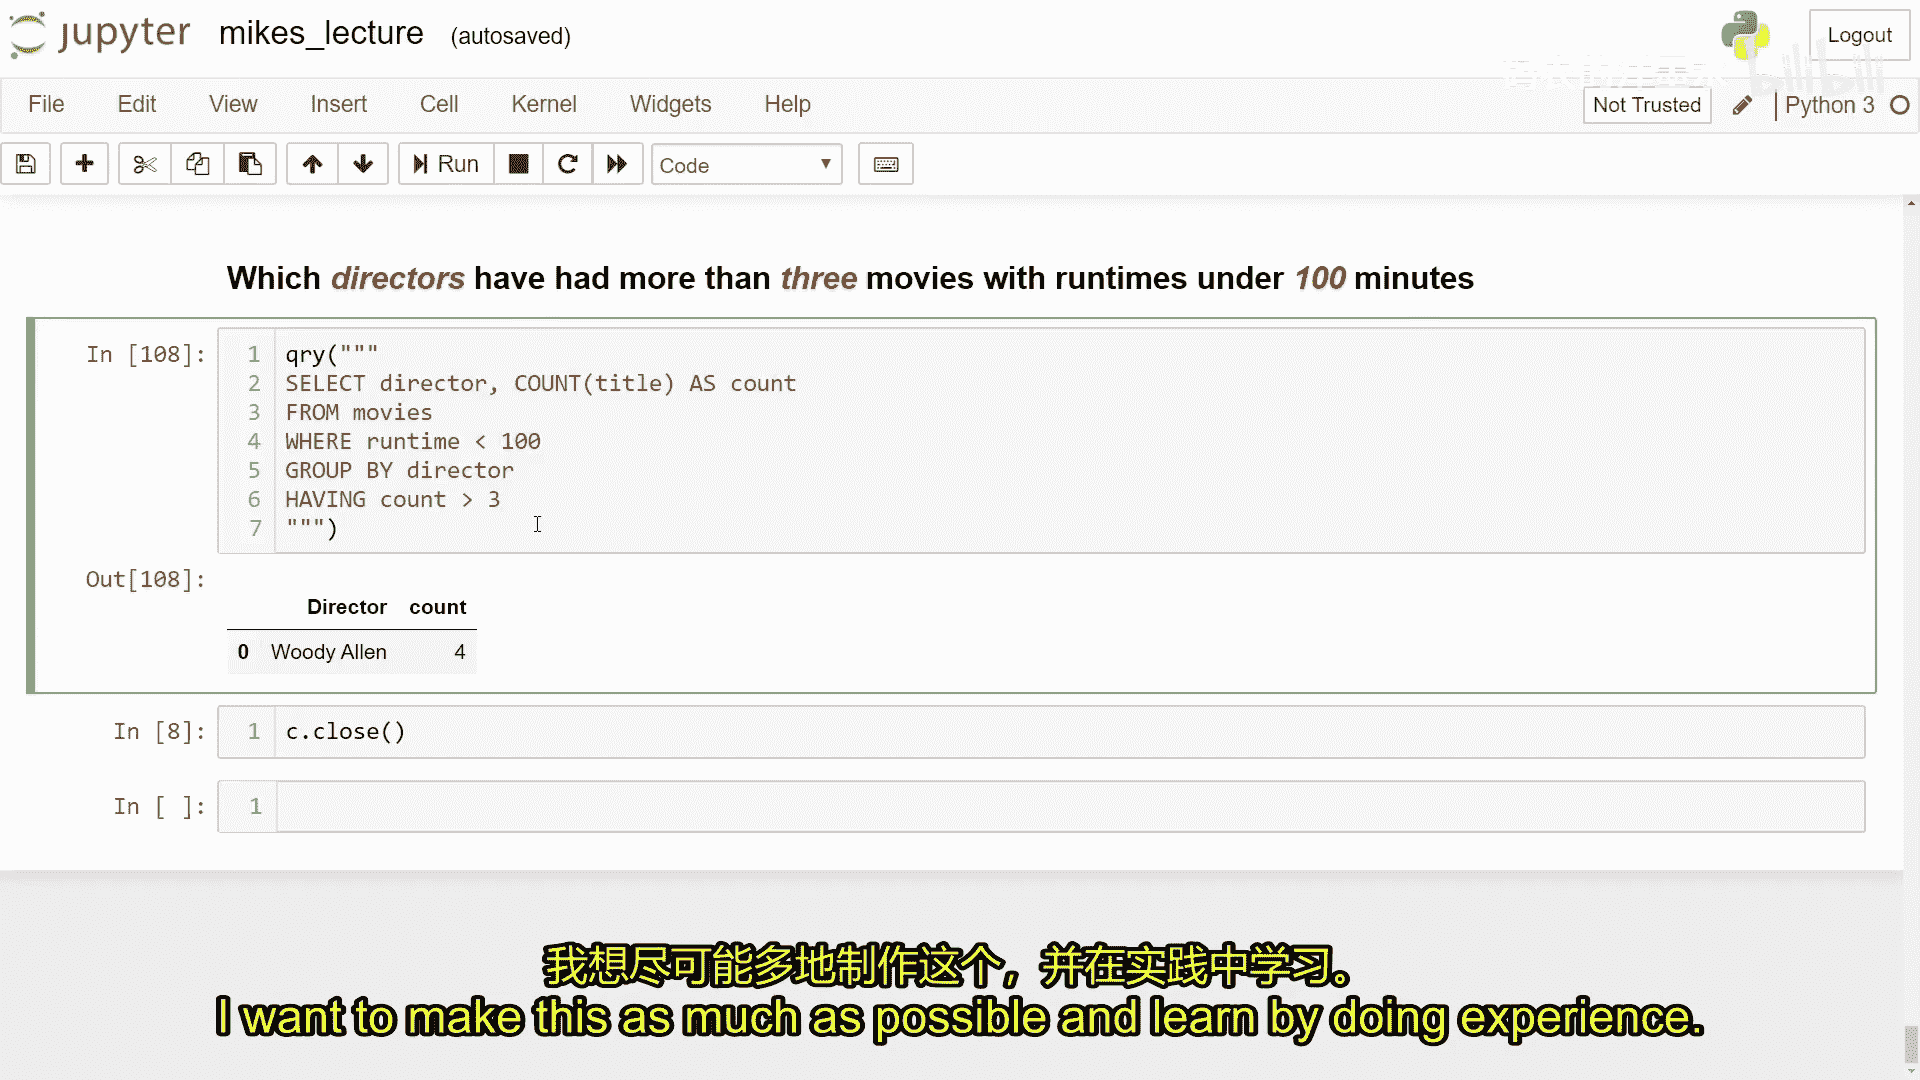 jupyter mikes_lecture (autosaved)
Logout
File Edit View Insert Cell Kernel Widgets Help
Not Trusted
Python 3
Run
Code
bilibili
Which directors have had more than three movies with runtimes under 100 minutes
In [108]:
1 qry("""
2 SELECT director, COUNT(title) AS count
3 FROM movies
4 WHERE runtime < 100
5 GROUP BY director
6 HAVING count > 3
7 """)
Out[108]:
Director count
0 Woody Allen 4
In [8]: 1 c.close()
In [ ]: 1
我想尽可能多地制作这个，并在实践中学习。
I want to make this as much as possible and learn by doing experience.